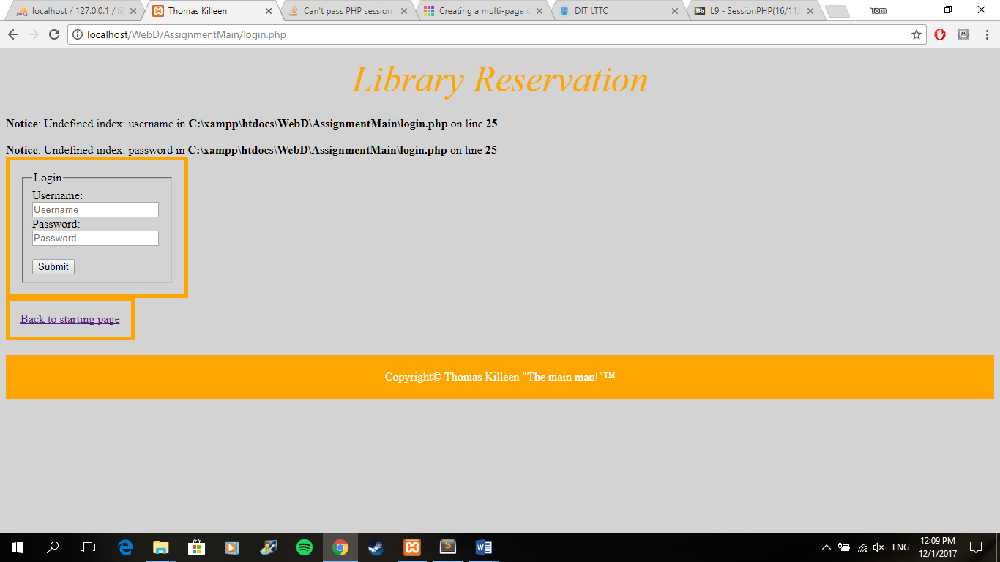 localhost / 127.0.0.1 / li
Thomas Killeen
Can't pass PHP session
Creating a multi-page
DIT LTTC
Bb L9 - SessionPHP(16/11/
Tom
localhost/WebD/AssignmentMain/login.php
Library Reservation
Notice: Undefined index: username in C:\xampp\htdocs\WebD\AssignmentMain\login.php on line 25
Notice: Undefined index: password in C:\xampp\htdocs\WebD\AssignmentMain\login.php on line 25
Login
Username:
Username
Password:
Password
Submit
Back to starting page
Copyright© Thomas Killeen "The main man!"™
ENG
12:09 PM
12/1/2017